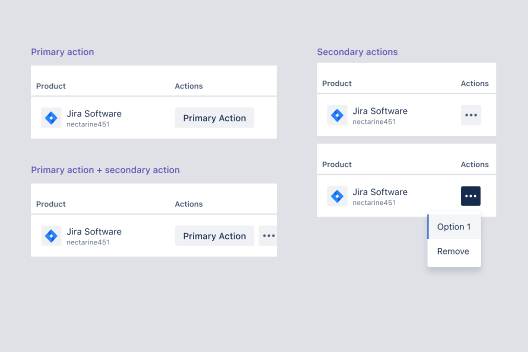 Primary action
Product Actions
Jira Software
nectarine451
Primary Action
Primary action + secondary action
Product Actions
Jira Software
nectarine451
Primary Action
Secondary actions
Product Actions
Jira Software
nectarine451
Product Actions
Jira Software
nectarine451
Option 1
Remove